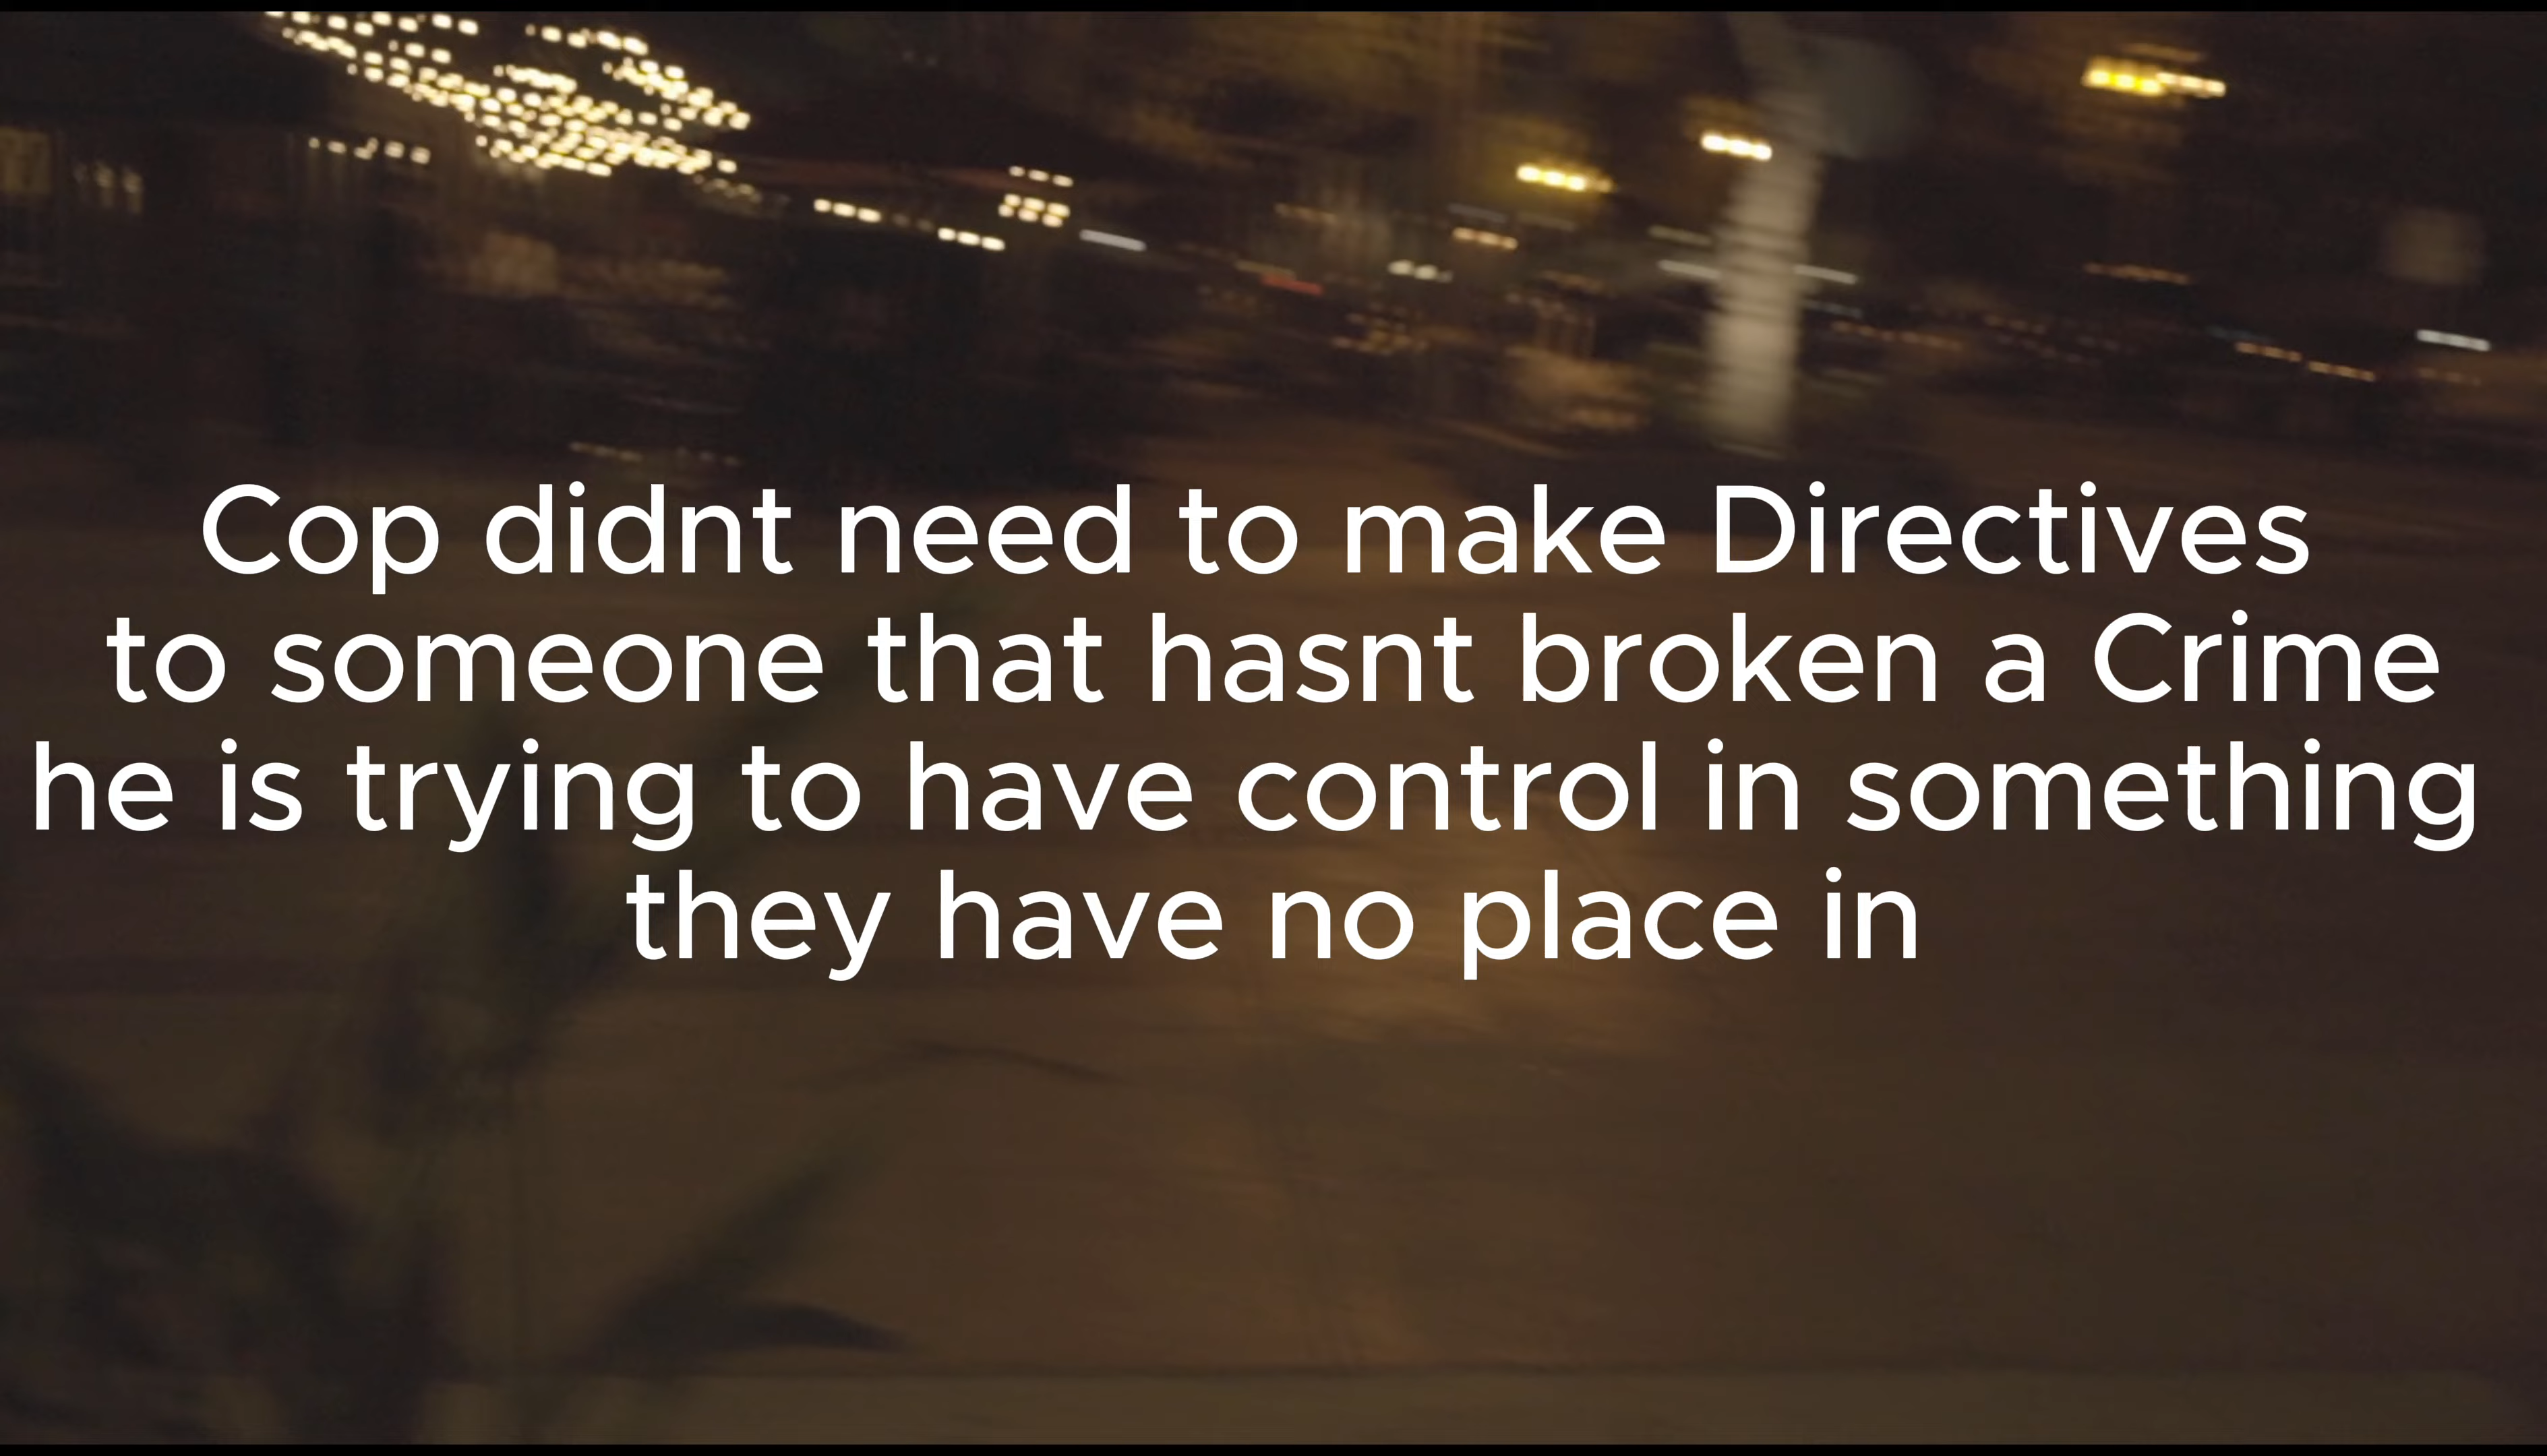 Cop didnt need to make Directives
to someone that hasnt broken a Crime
he is trying to have control in something
they have no place in